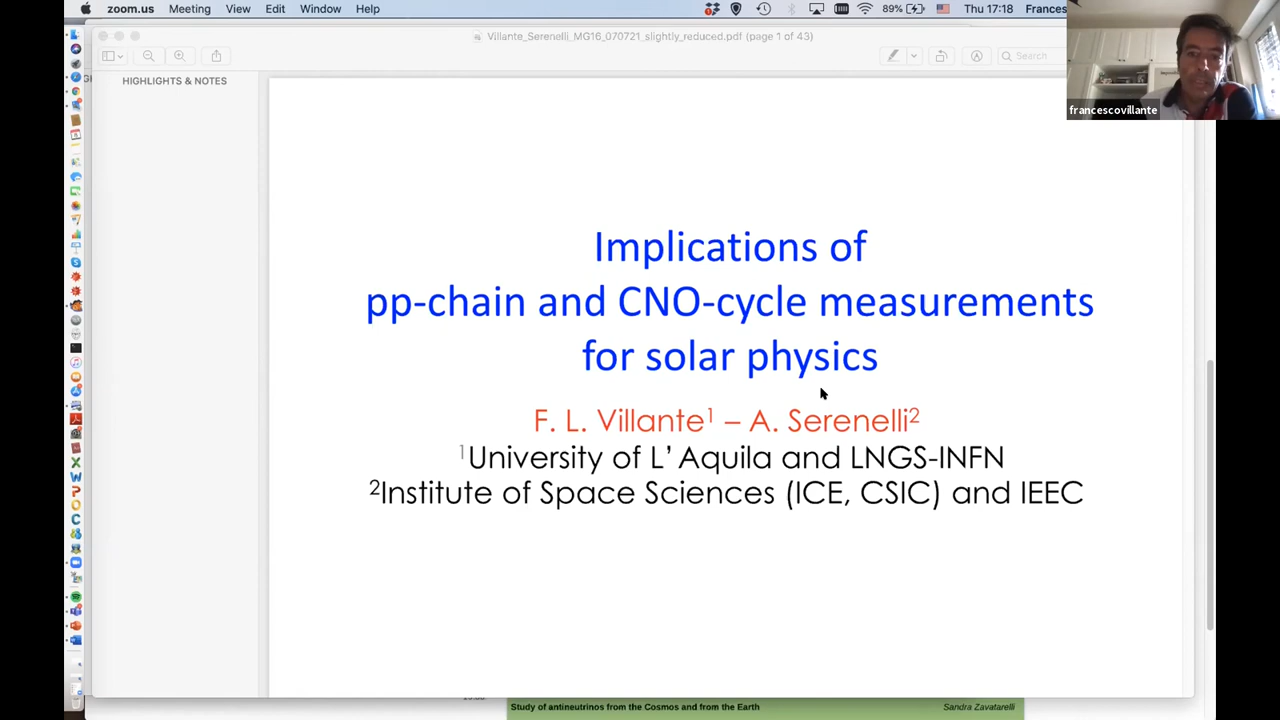 zoom.us Meeting View Edit Window Help 89% Thu 17:18 Frances
Villante_Serenelli_MG16_070721_slightly_reduced.pdf (page 1 of 43)
Search
HIGHLIGHTS & NOTES
francescovillante
Implications of
pp-chain and CNO-cycle measurements
for solar physics
F. L. Villante1 – A. Serenelli2
1University of L’ Aquila and LNGS-INFN
2Institute of Space Sciences (ICE, CSIC) and IEEC
Study of antineutrinos from the Cosmos and from the Earth Sandra Zavatarelli